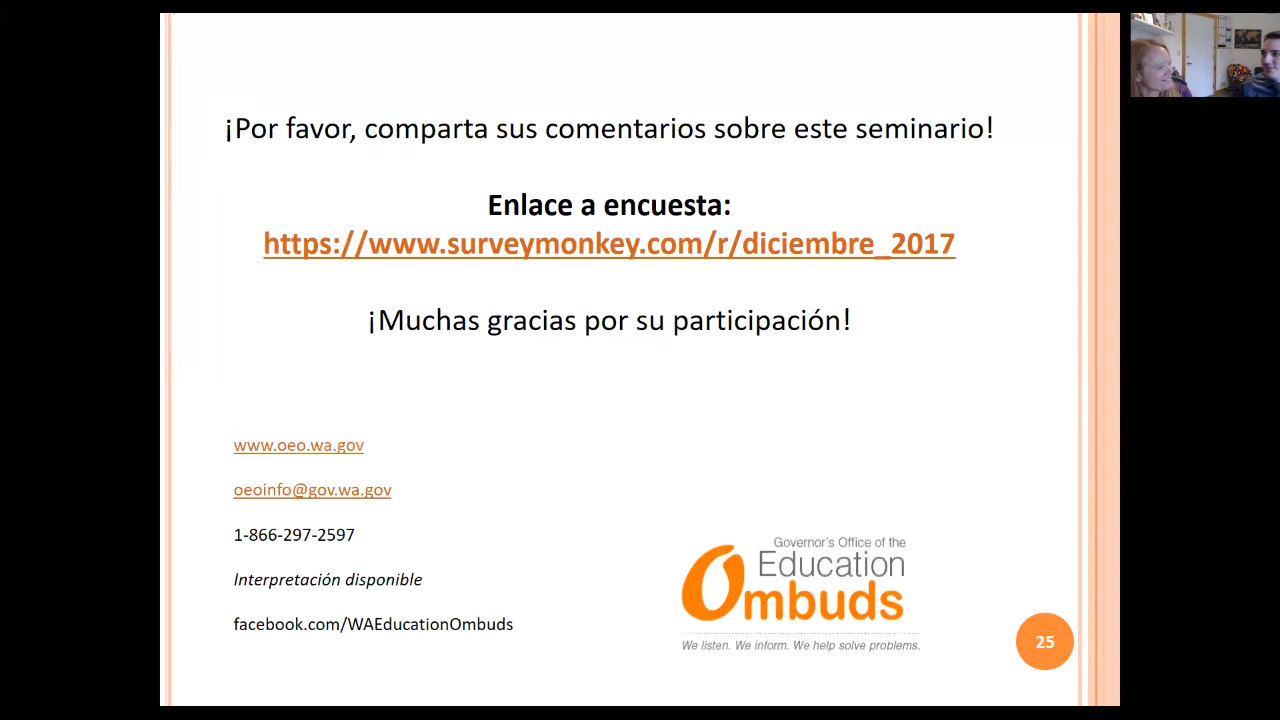 ¡Por favor, comparta sus comentarios sobre este seminario!
Enlace a encuesta:
https://www.surveymonkey.com/r/diciembre_2017
¡Muchas gracias por su participación!
www.oeo.wa.gov
oeoinfo@gov.wa.gov
1-866-297-2597
Interpretación disponible
facebook.com/WAEducationOmbuds
Governor's Office of the
Education
Ombuds
We listen. We inform. We help solve problems.
25